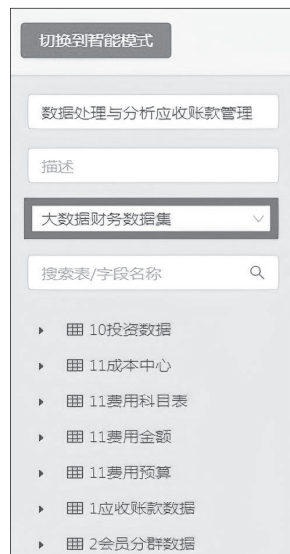 切换到智能模式
数据处理与分析应收账款管理
描述
大数据财务数据集
搜索表/字段名称
10投资数据
11成本中心
11费用科目表
11费用金额
11费用预算
1应收账款数据
2会员分群数据